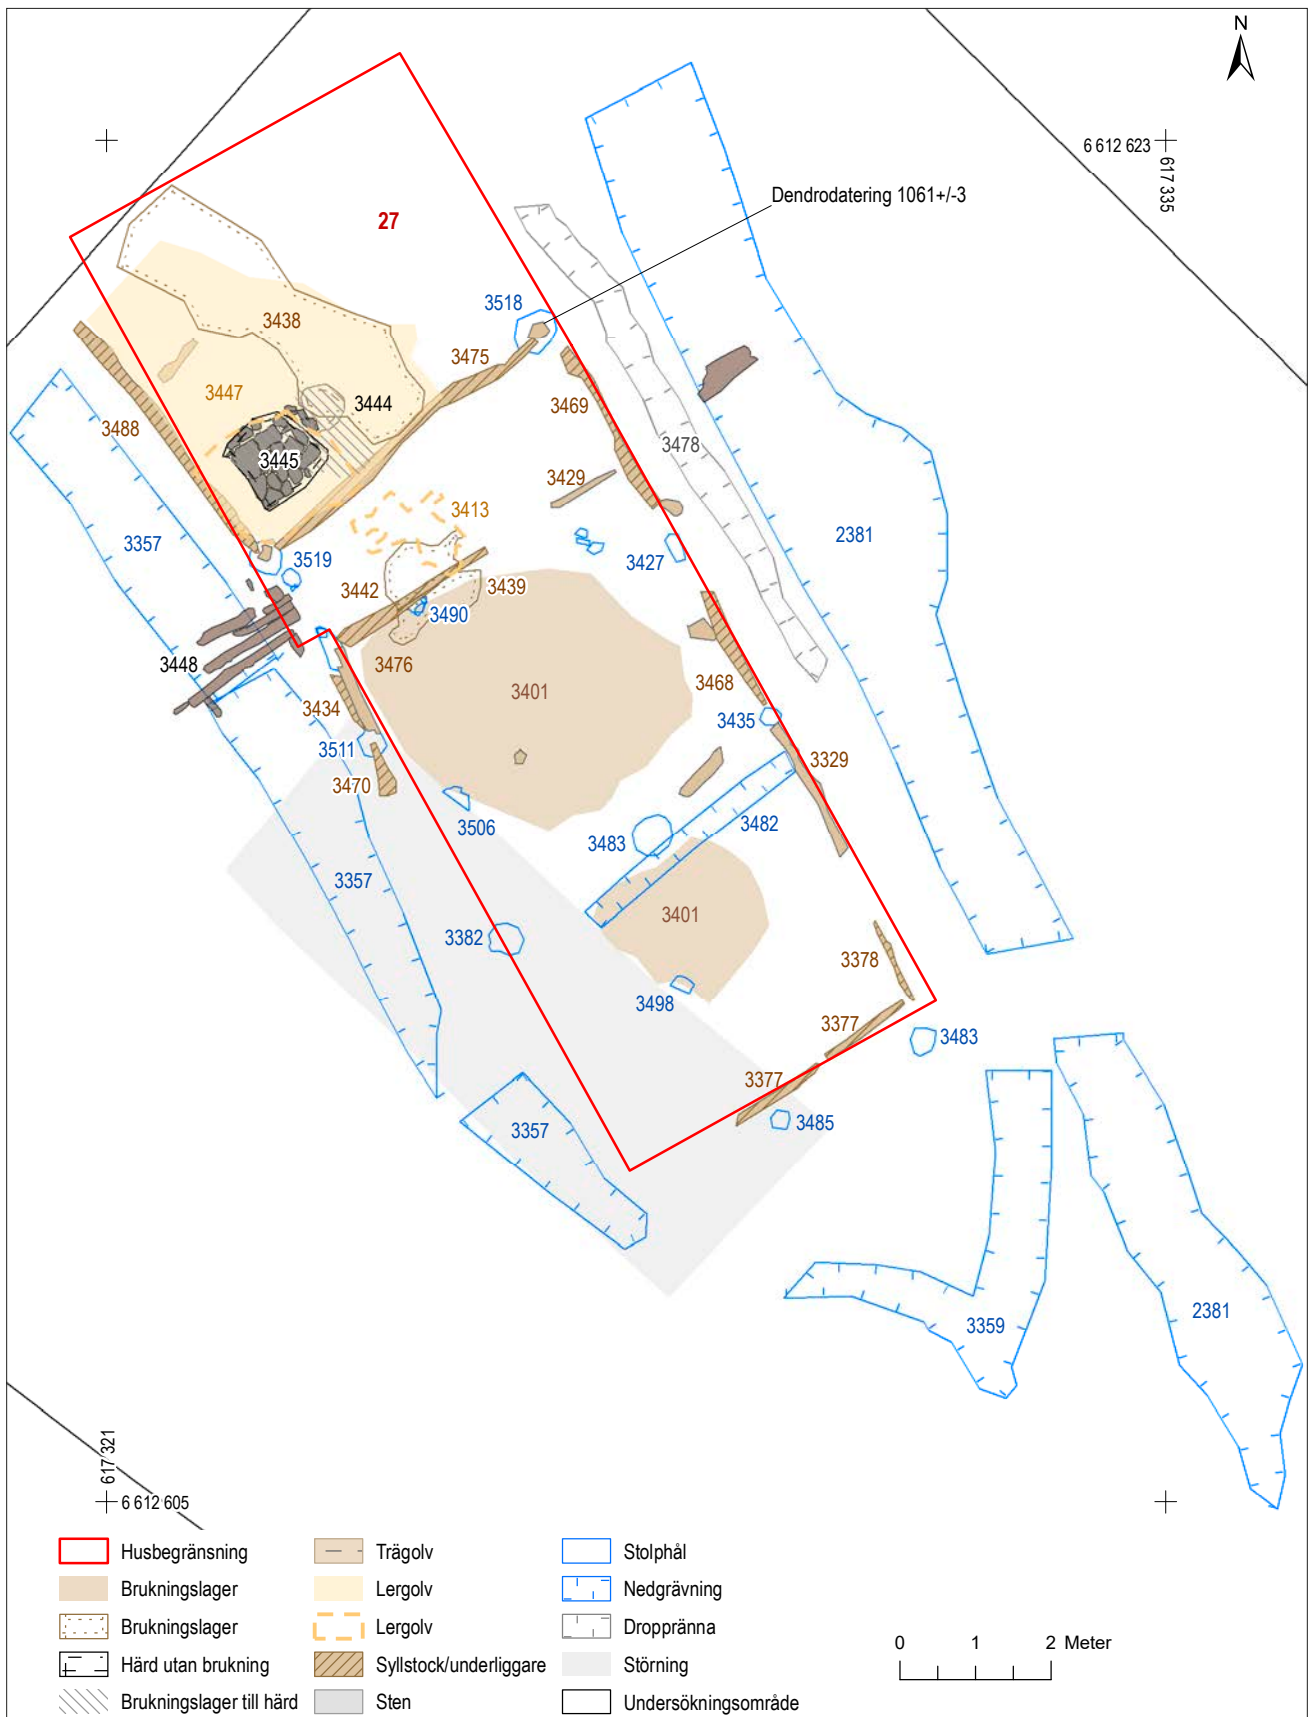 N
6 612 623
617 335
Dendrodatering 1061+/-3
27
3518
3438
3475
3447
3444
3469
3488
3445
3478
3429
3413
3357
3519
3427
2381
3442
3439
3490
3448
3476
3468
3401
3434
3435
3511
3329
3470
3506
3483
3482
3357
3401
3382
3378
3498
3377
3483
3377
3485
3357
2381
3359
617 321
6 612 605
Husbegränsning
Trägolv
Stolphål
Brukningslager
Lergolv
Nedgrävning
Brukningslager
Lergolv
Droppränna
0 1 2 Meter
Härd utan brukning
Syllstock/underliggare
Störning
Brukningslager till härd
Sten
Undersökningsområde